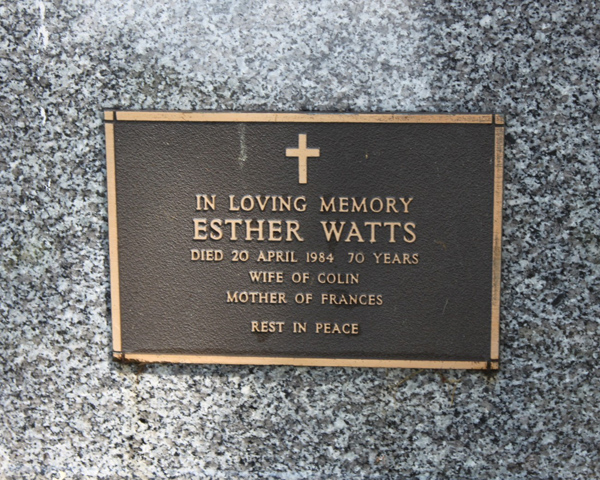 IN LOVING MEMORY
ESTHER WATTS
DIED 20 APRIL 1984 70 YEARS
WIFE OF COLIN
MOTHER OF FRANCES
REST IN PEACE